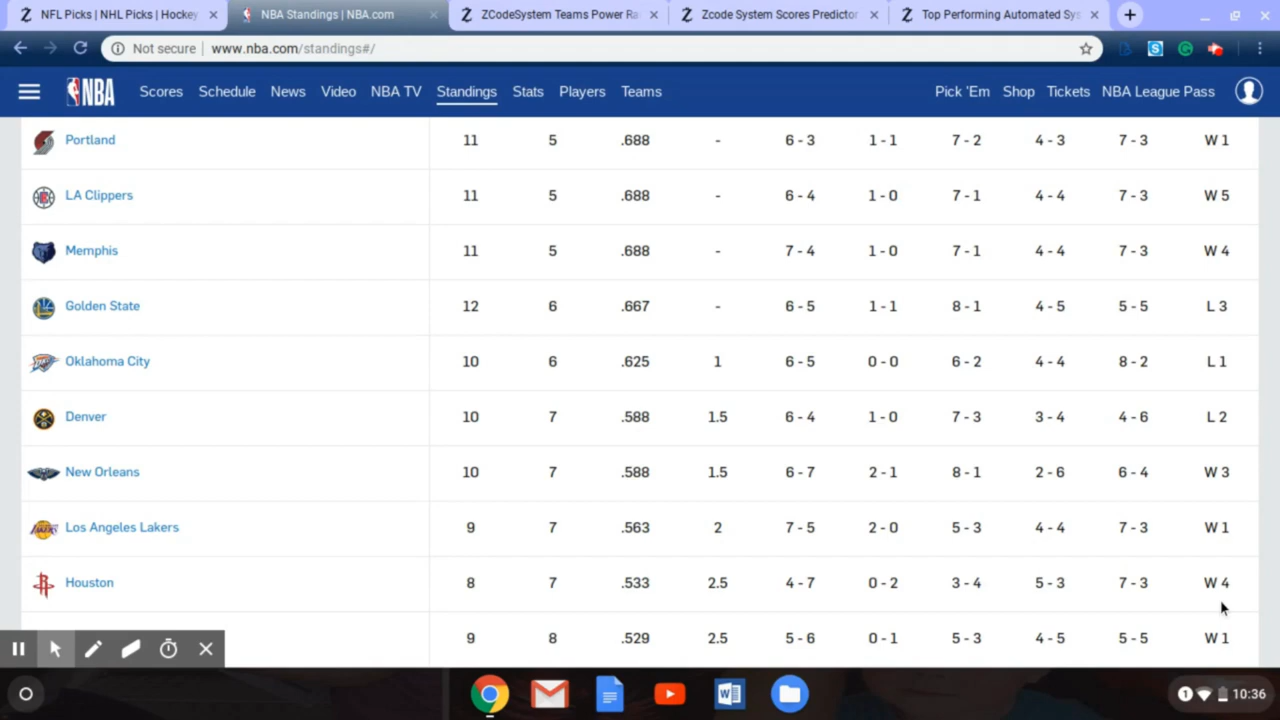 NFL Picks | NHL Picks | Hockey
NBA Standings | NBA.com
ZCodeSystem Teams Power Ra
Zcode System Scores Predictor
Top Performing Automated Sys
Not secure | www.nba.com/standings#/
NBA Scores Schedule News Video NBA TV Standings Stats Players Teams Pick 'Em Shop Tickets NBA League Pass
Portland 11 5 .688 - 6 - 3 1 - 1 7 - 2 4 - 3 7 - 3 W 1
LA Clippers 11 5 .688 - 6 - 4 1 - 0 7 - 1 4 - 4 7 - 3 W 5
Memphis 11 5 .688 - 7 - 4 1 - 0 7 - 1 4 - 4 7 - 3 W 4
Golden State 12 6 .667 - 6 - 5 1 - 1 8 - 1 4 - 5 5 - 5 L 3
Oklahoma City 10 6 .625 1 6 - 5 0 - 0 6 - 2 4 - 4 8 - 2 L 1
Denver 10 7 .588 1.5 6 - 4 1 - 0 7 - 3 3 - 4 4 - 6 L 2
New Orleans 10 7 .588 1.5 6 - 7 2 - 1 8 - 1 2 - 6 6 - 4 W 3
Los Angeles Lakers 9 7 .563 2 7 - 5 2 - 0 5 - 3 4 - 4 7 - 3 W 1
Houston 8 7 .533 2.5 4 - 7 0 - 2 3 - 4 5 - 3 7 - 3 W 4
9 8 .529 2.5 5 - 6 0 - 1 5 - 3 4 - 5 5 - 5 W 1
1 10:36